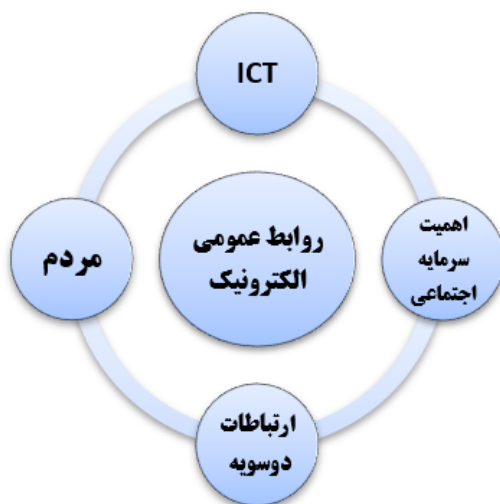 ICT
اهمیت
سرمایه
اجتماعی
روابط عمومی
الکترونیک
مردم
ارتباطات
دوسویه